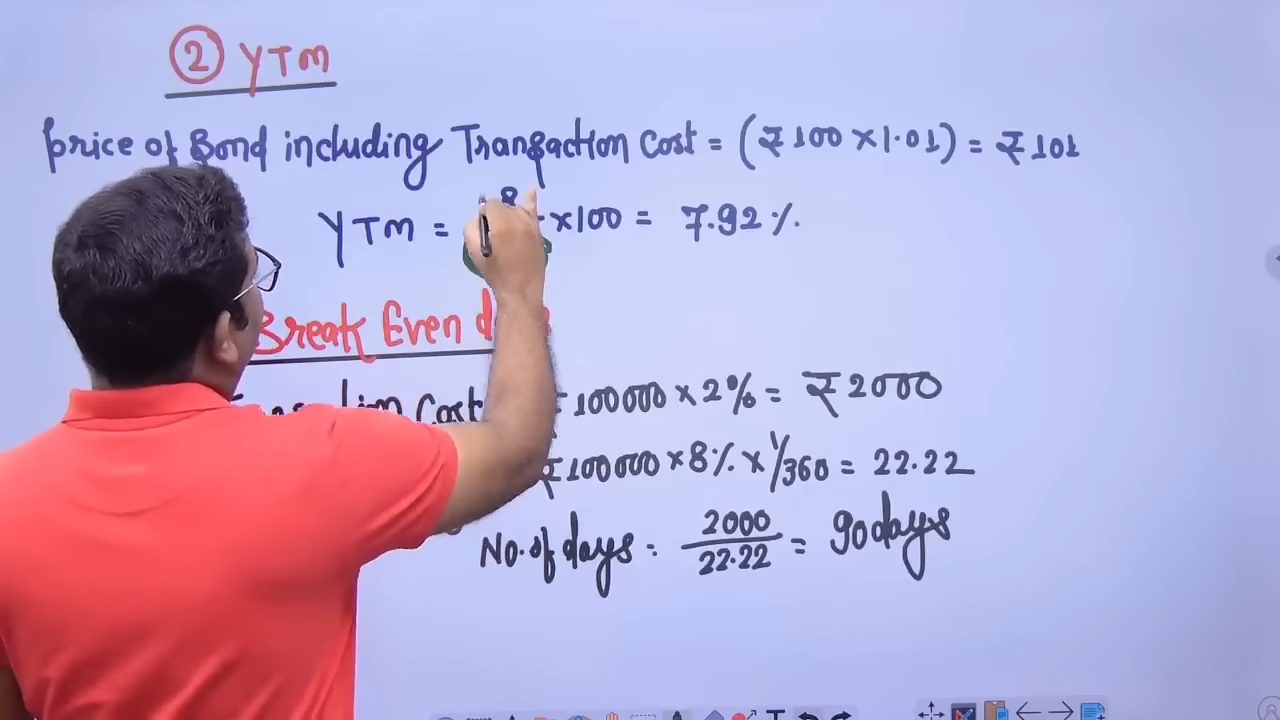 ② YTM
Price of Bond including Transaction Cost = (₹100 × 1.01) = ₹101
YTM = 8 × 100 = 7.92%
Break Even
Cost 100000 × 2% = ₹2000
₹100000 × 8% × 1/360 = 22.22
No. of days = 2000/22.22 = 90 days